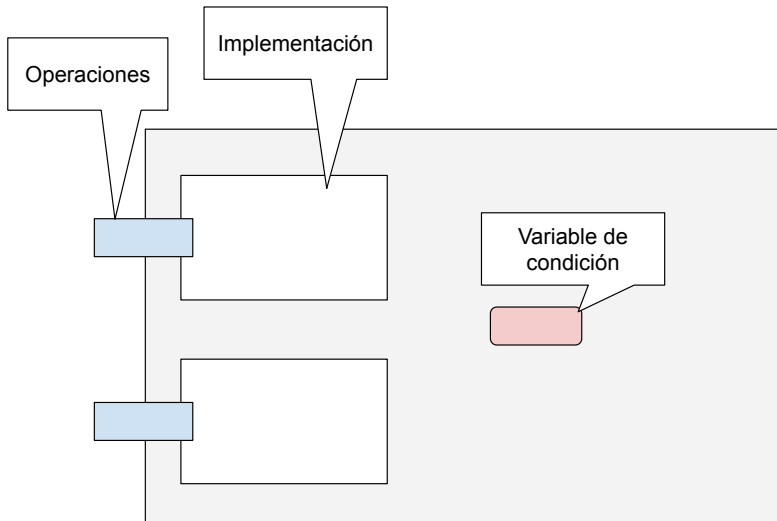 Implementación
Operaciones
Variable de
condición